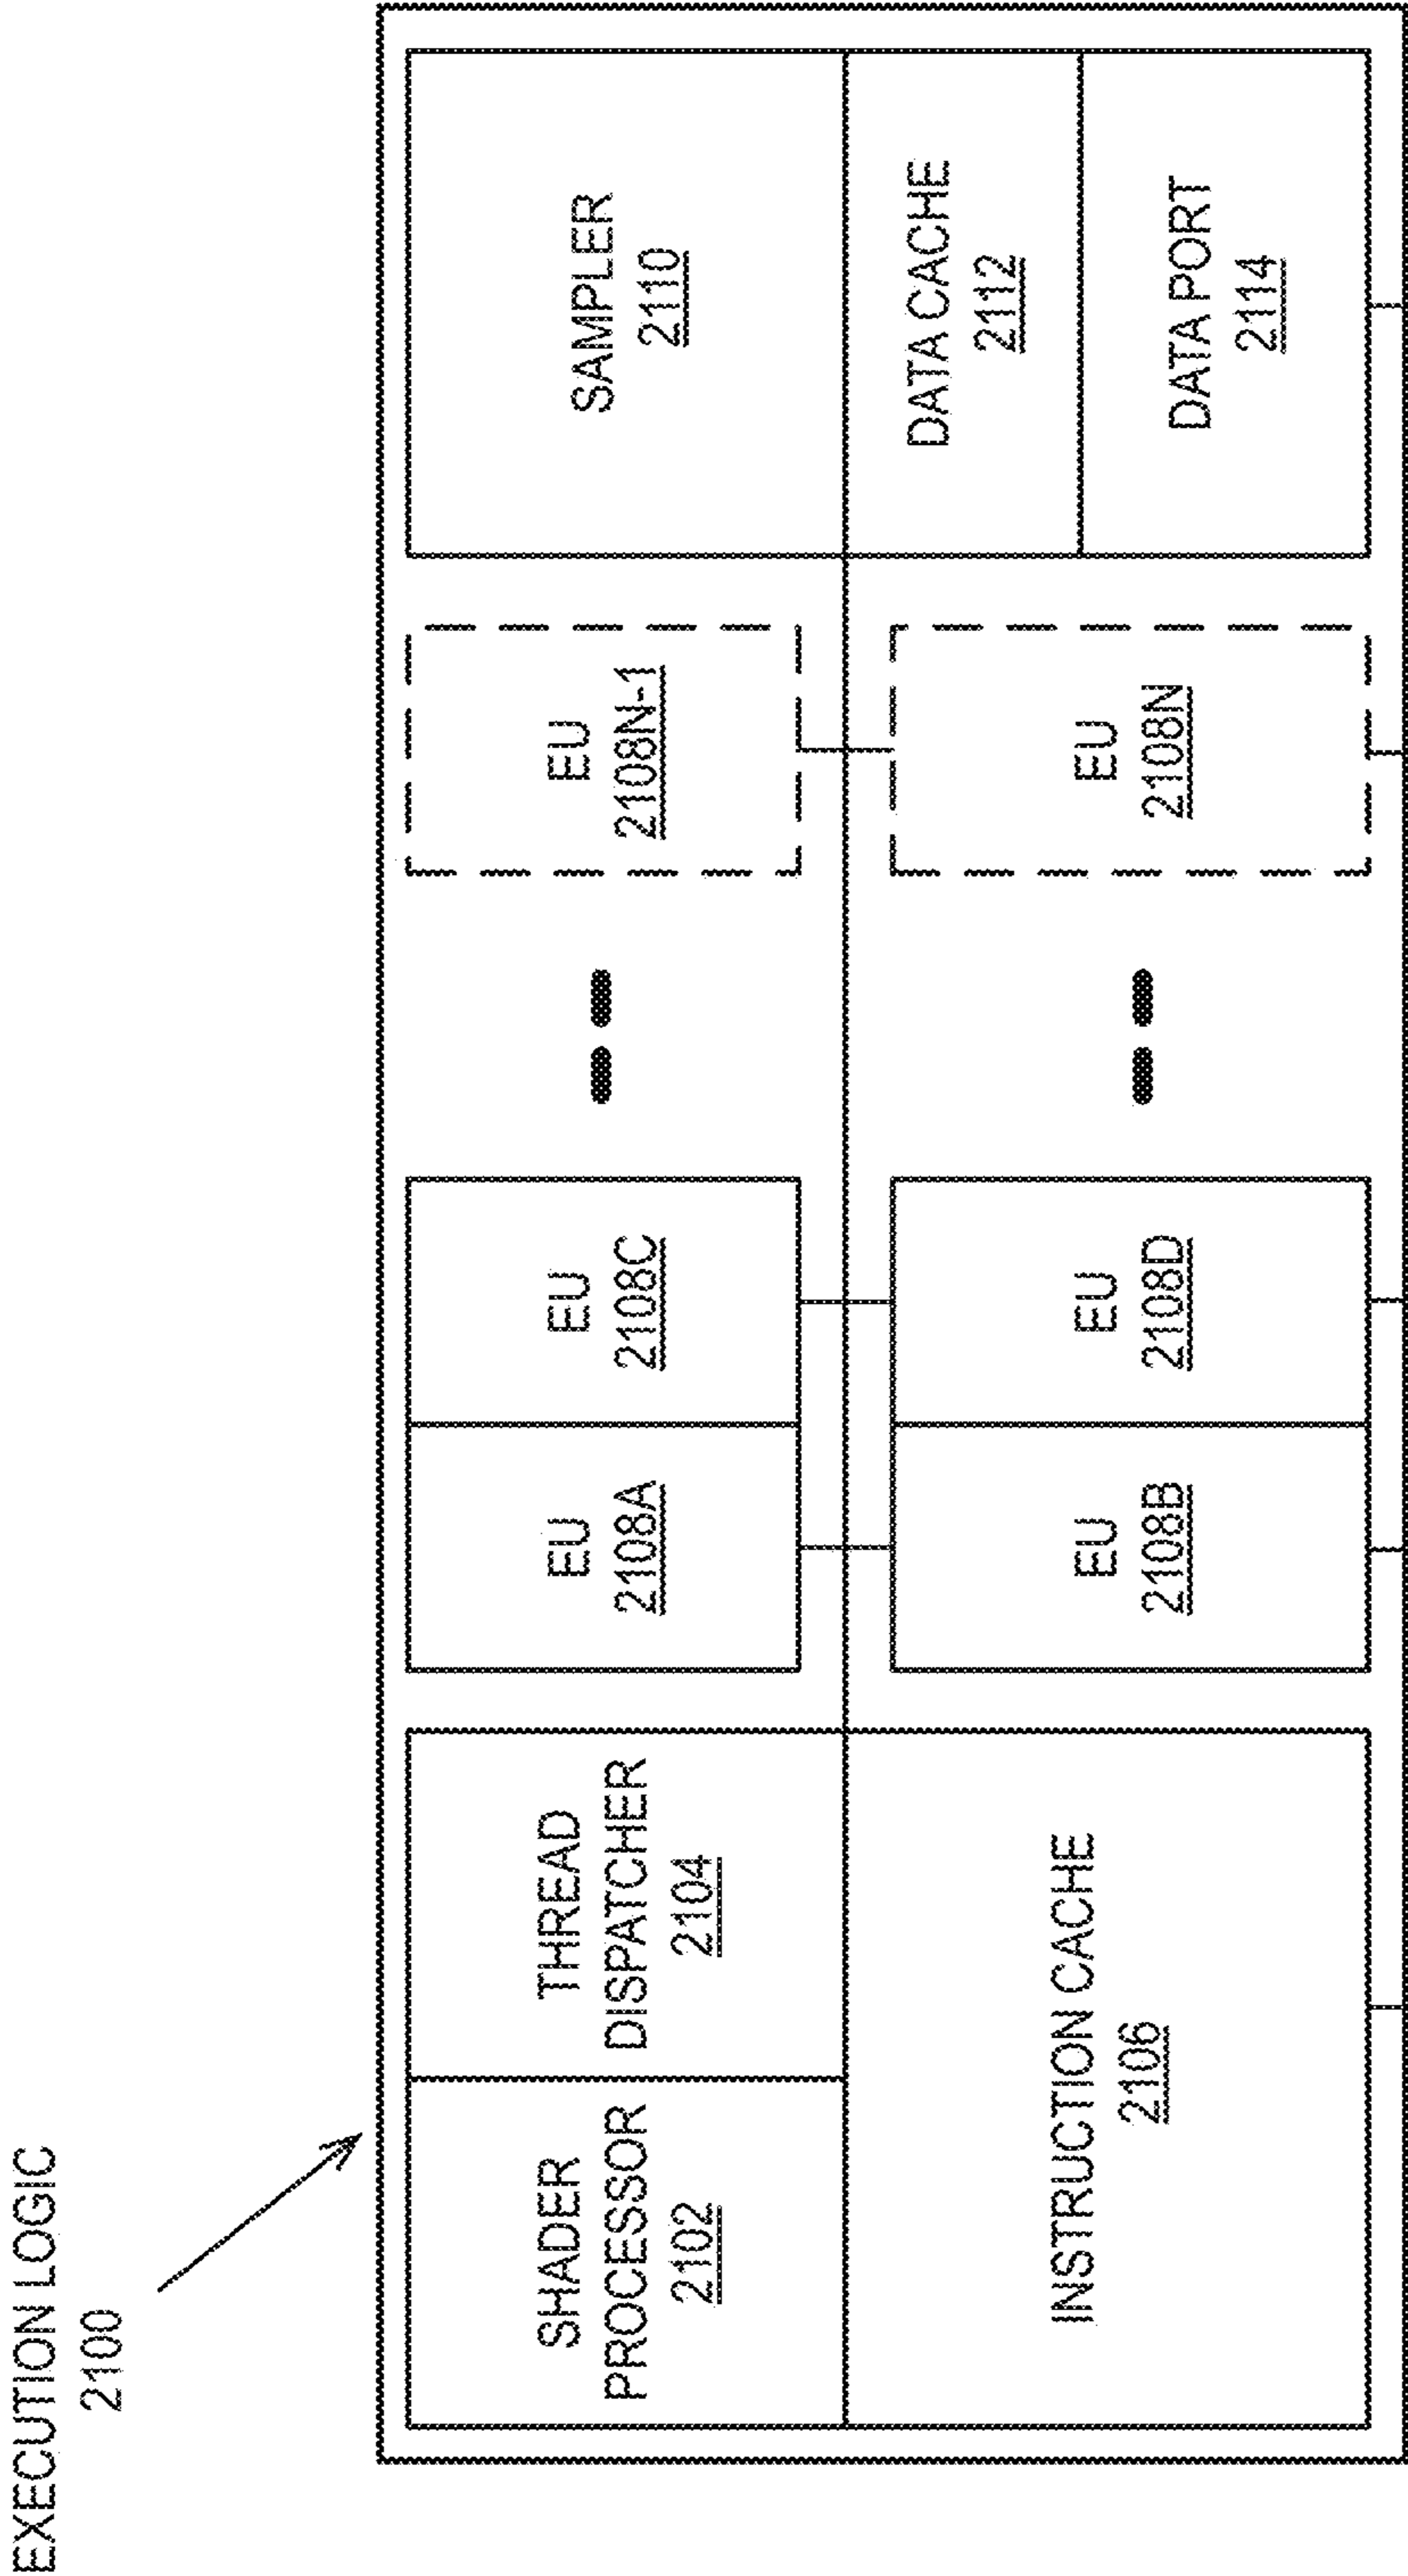 EXECUTION LOGIC
2100
SHADER
PROCESSOR
2102
THREAD
DISPATCHER
2104
INSTRUCTION CACHE
2106
EU
2108A
EU
2108C
EU
2108N-1
EU
2108B
EU
2108D
EU
2108N
SAMPLER
2110
DATA CACHE
2112
DATA PORT
2114